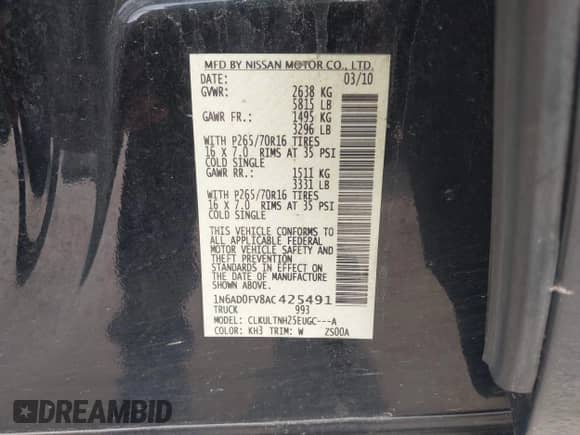 MFD BY NISSAN MOTOR CO., LTD.
DATE: 03/10
GVWR: 2638 KG
5815 LB
GAWR FR.: 1495 KG
3296 LB
WITH P265/70R16 TIRES
16 X 7.0 RIMS AT 35 PSI
COLD SINGLE
GAWR RR.: 1511 KG
3331 LB
WITH P265/70R16 TIRES
16 X 7.0 RIMS AT 35 PSI
COLD SINGLE
THIS VEHICLE CONFORMS TO
ALL APPLICABLE FEDERAL
MOTOR VEHICLE SAFETY AND
THEFT PREVENTION
STANDARDS IN EFFECT ON
THE DATE OF MANUFACTURE
SHOWN ABOVE.
1N6AD0FV8AC425491
TRUCK 993
MODEL: CLKULTNH25EUGC---A
COLOR: KH3 TRIM: W 2S00A
DREAMBID